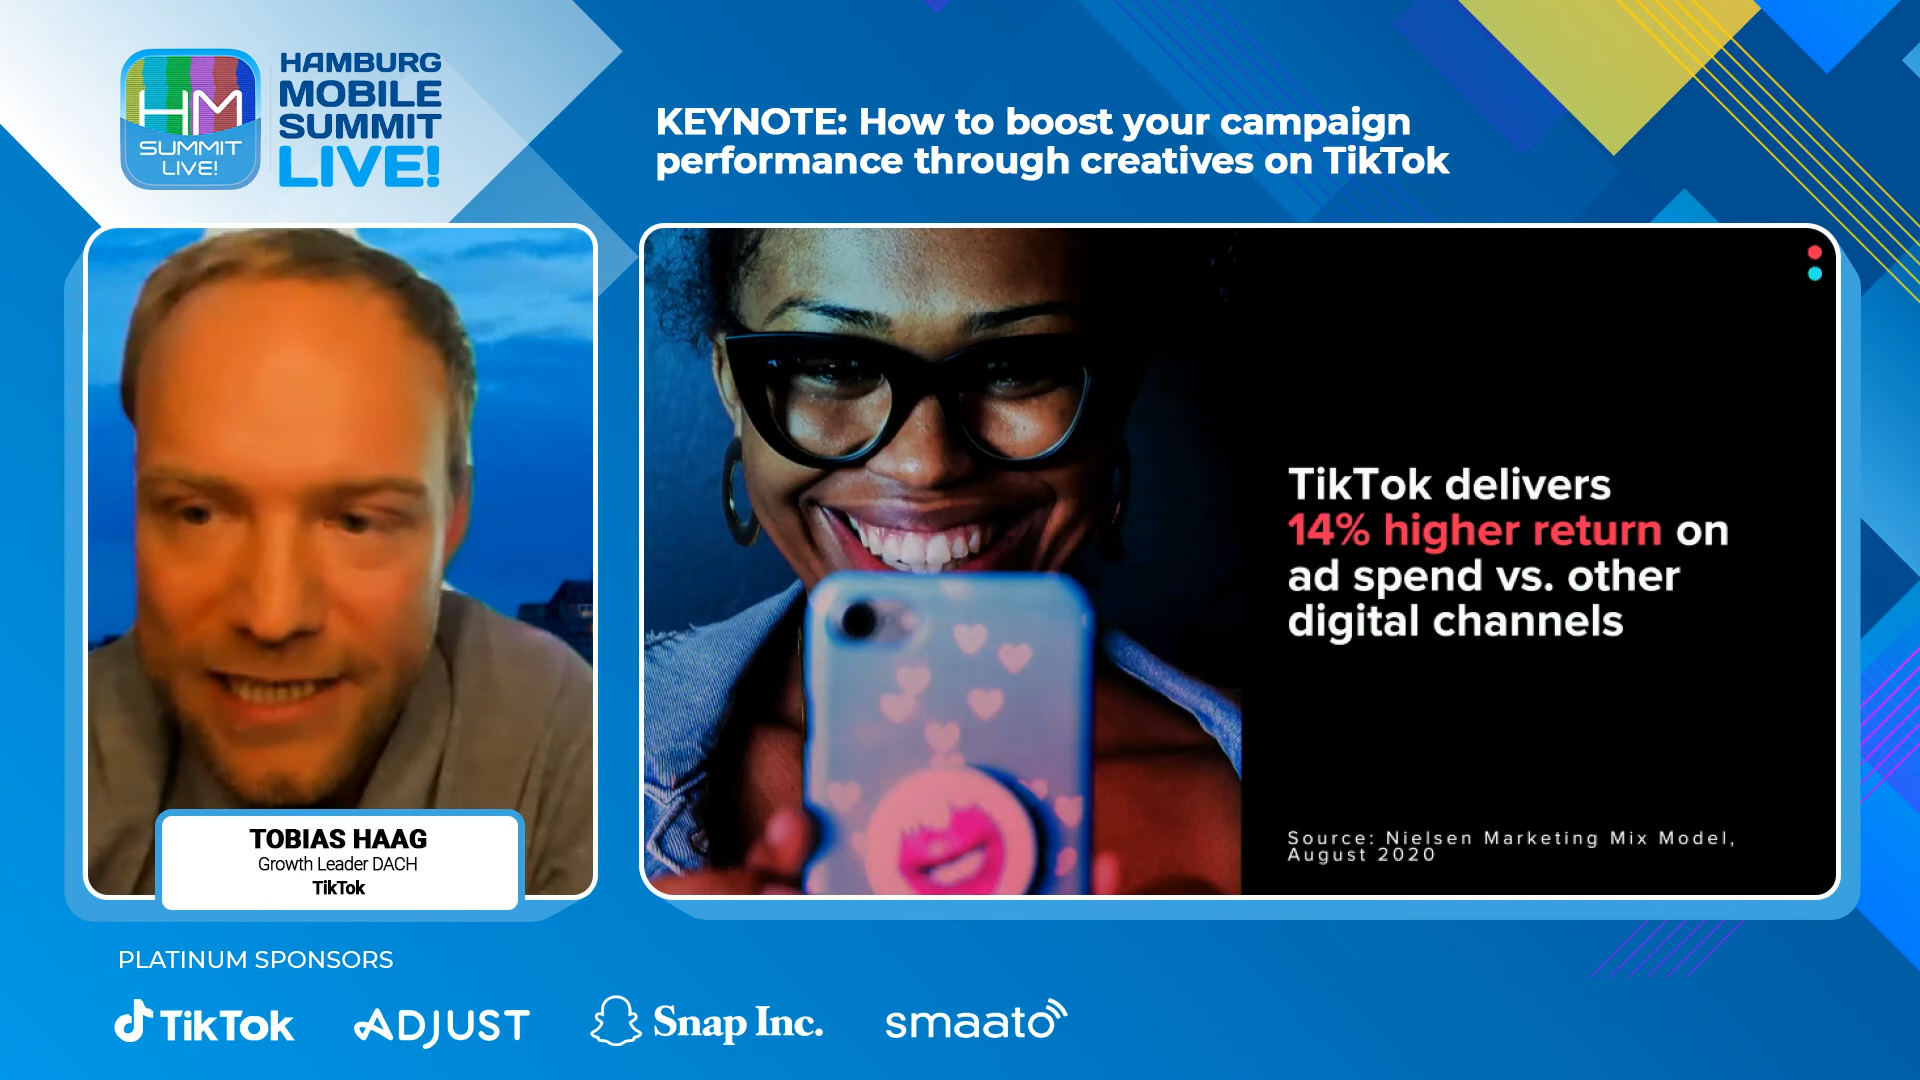 HM
SUMMIT
LIVE!
HAMBURG
MOBILE
SUMMIT
LIVE!
KEYNOTE: How to boost your campaign
performance through creatives on TikTok
TikTok delivers
14% higher return on
ad spend vs. other
digital channels
Source: Nielsen Marketing Mix Model,
August 2020
TOBIAS HAAG
Growth Leader DACH
TikTok
PLATINUM SPONSORS
TikTok
ADJUST
Snap Inc.
smaato